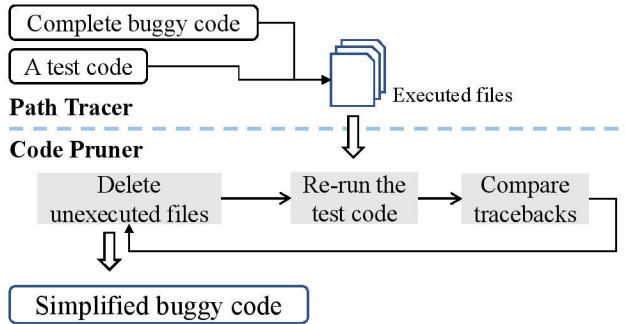 Complete buggy code
A test code
Executed files
Path Tracer
Code Pruner
Delete
unexecuted files
Re-run the
test code
Compare
tracebacks
Simplified buggy code